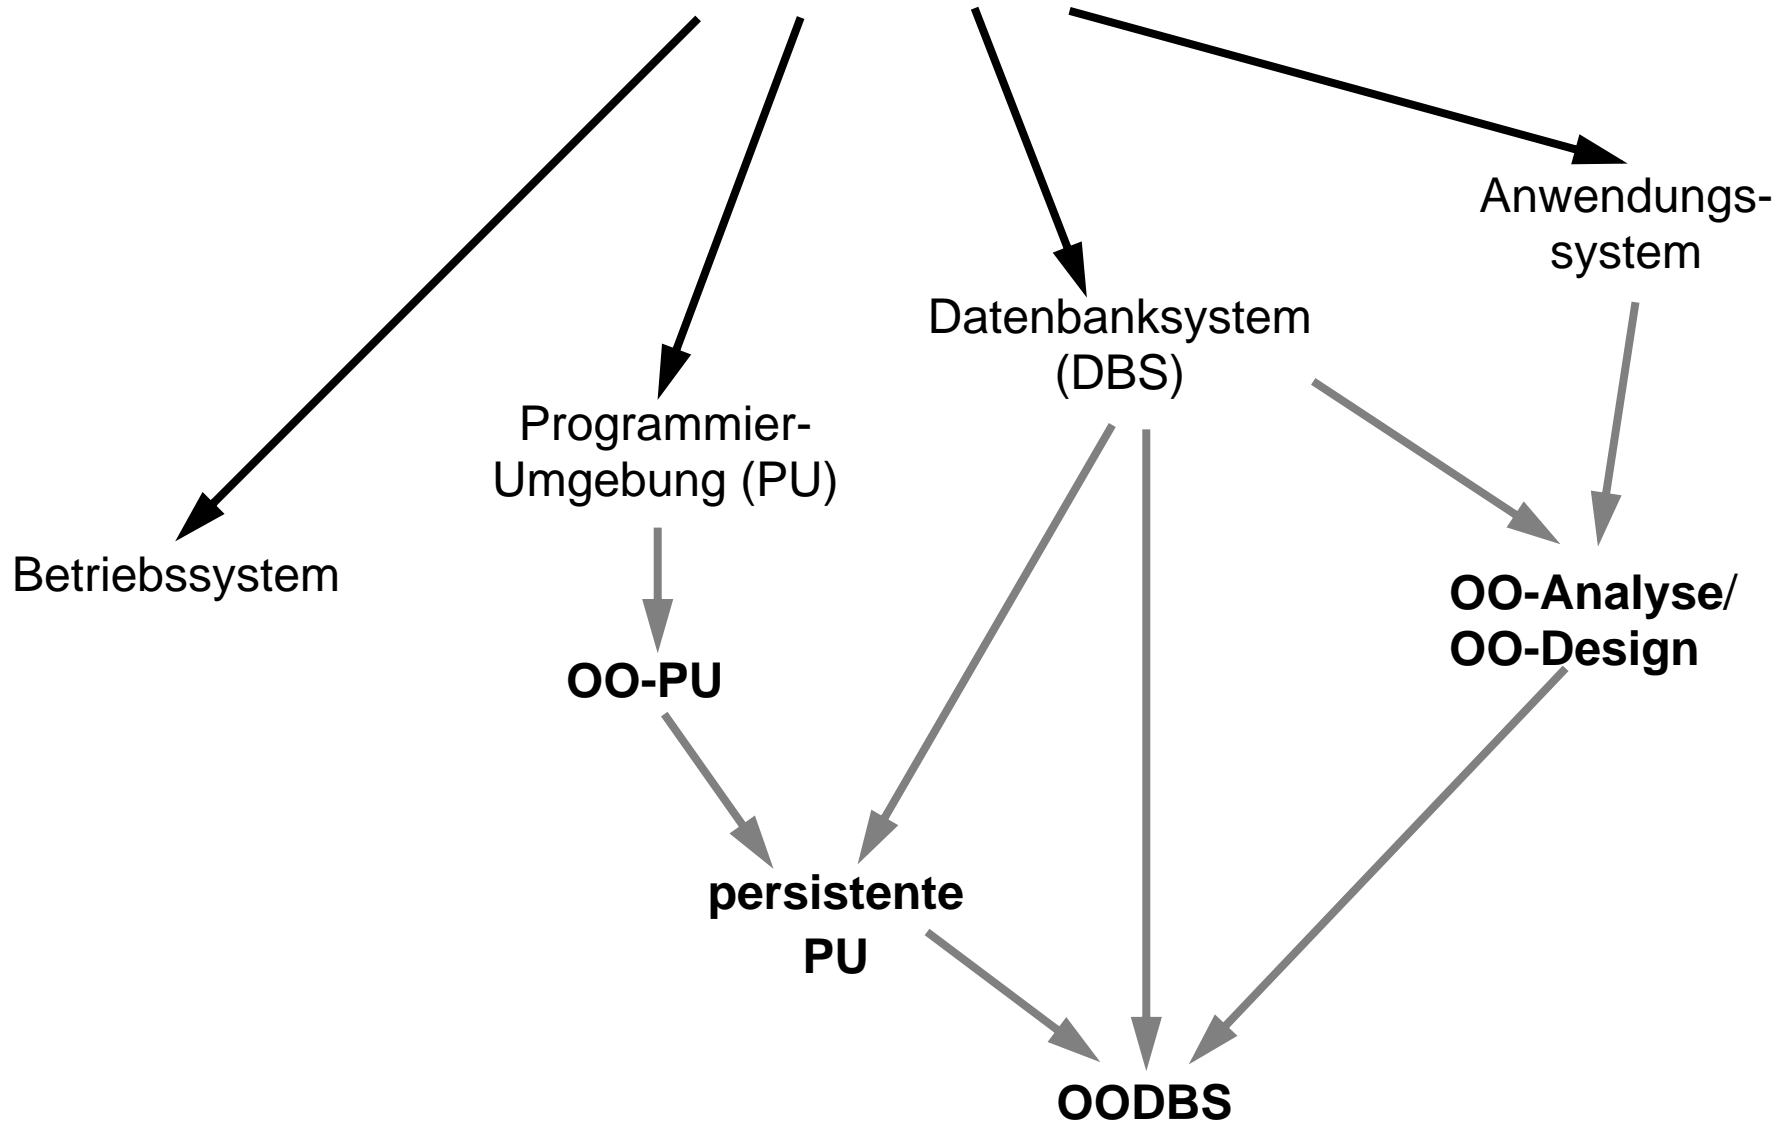 Anwendungs-
system
Datenbanksystem
(DBS)
Programmier-
Umgebung (PU)
Betriebssystem
OO-Analyse/
OO-Design
OO-PU
persistente
PU
OODBS